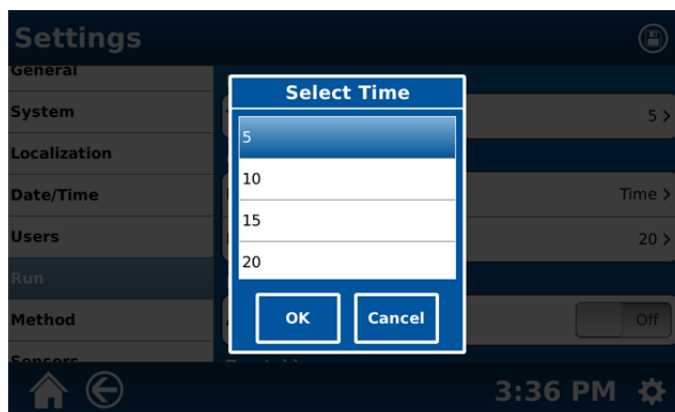 Settings
General
Select Time
System
5 >
5
Localization
10
Date/Time
Time >
15
Users
20 >
20
Run
Method
OK
Cancel
Off
3:36 PM